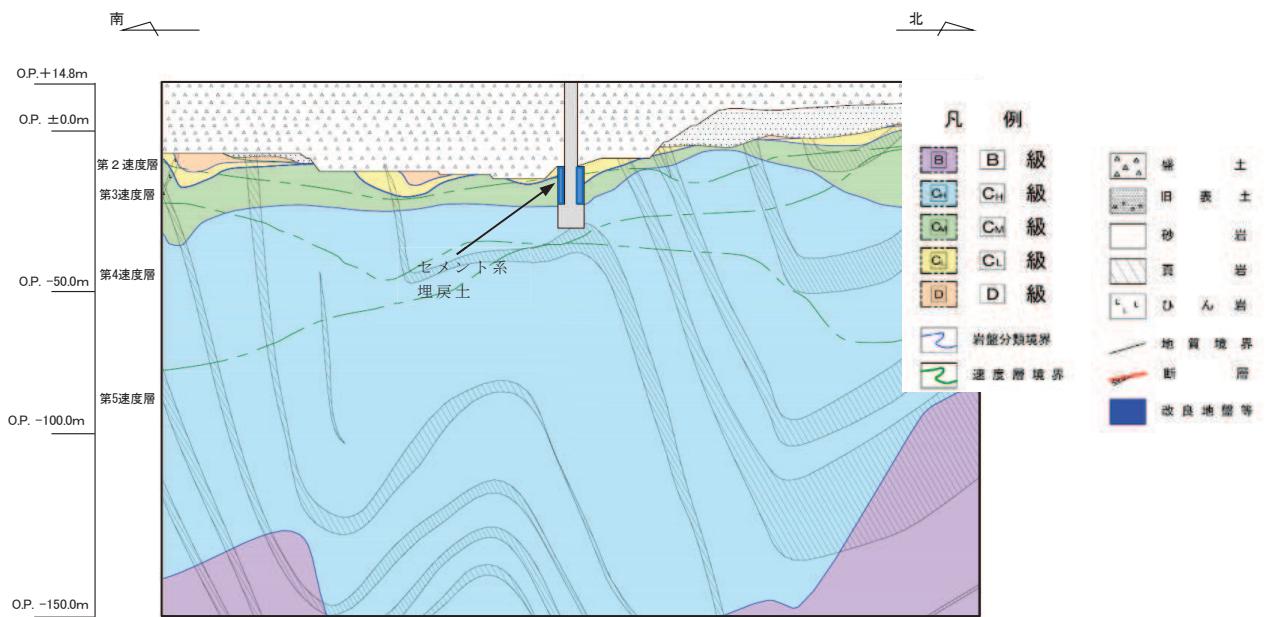 南
北
O.P.+14.8m
O.P. ±0.0m
第2速度層
第3速度層
第4速度層
O.P. -50.0m
第5速度層
O.P. -100.0m
O.P. -150.0m
セメント系
埋戻土
凡 例
B B 級
CH CH 級
CM CM 級
CL CL 級
D D 級
岩盤分類境界
速度層境界
盛 土
旧 表 土
砂 岩
頁 岩
ひ ん 岩
地 質 境 界
断 層
改 良 地 盤 等